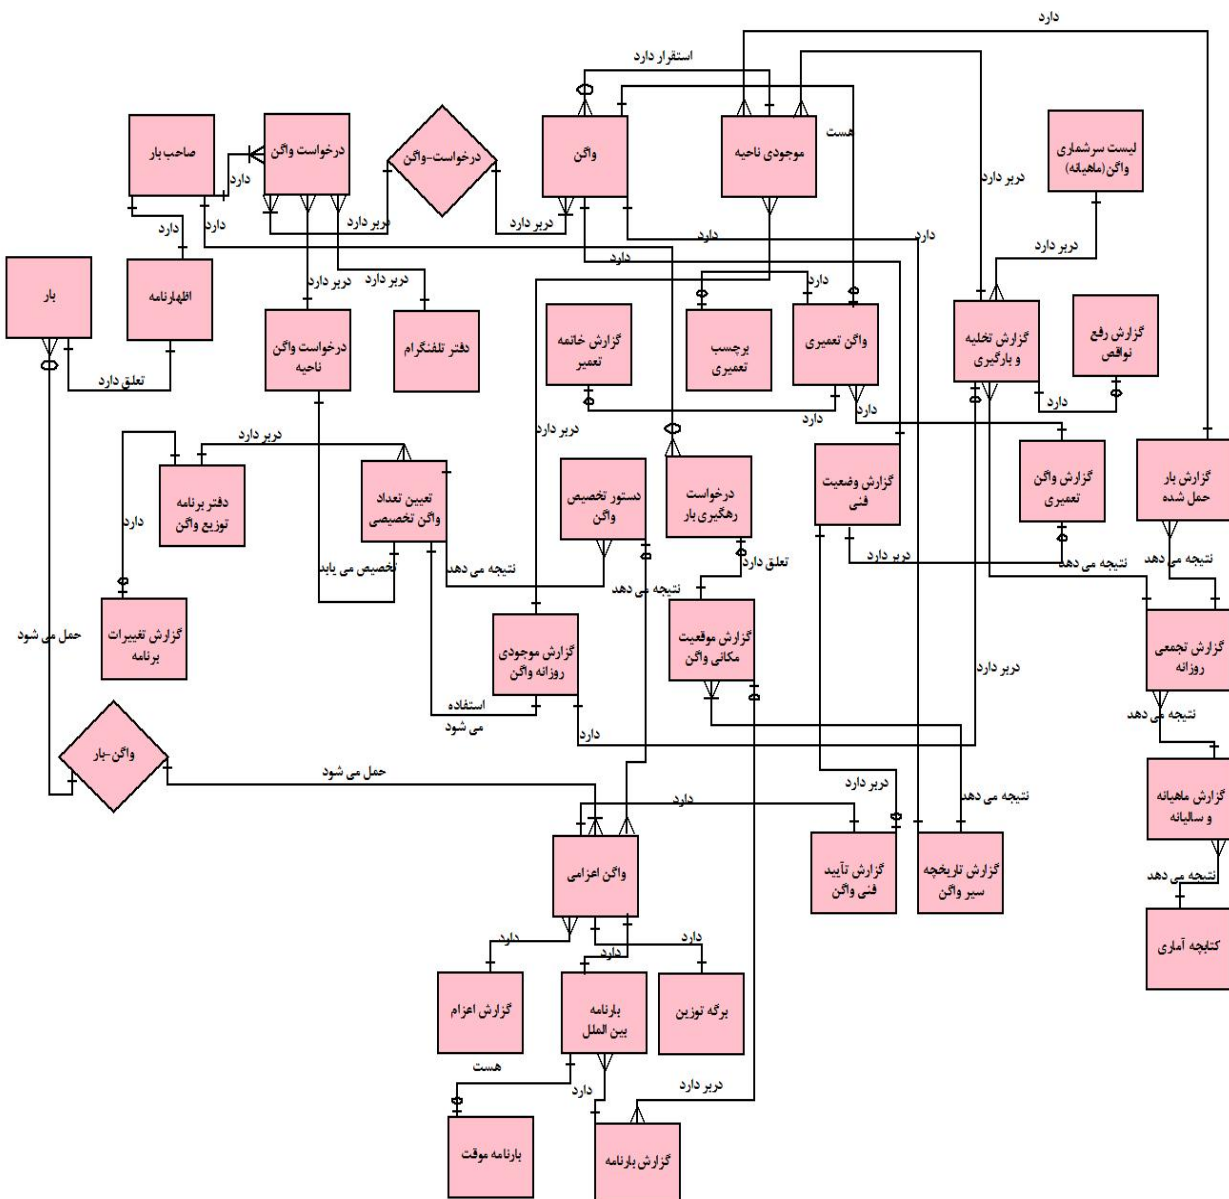 دارد
استقرار دارد
هست
صاحب بار
درخواست واگن
درخواست-واگن
واگن
موجودی ناحیه
لیست سرشماری
واگن(ماهیانه)
دارد
دربر دارد
دربر دارد
دربر دارد
دارد
دارد
دارد
دارد
دارد
دربر دارد
دارد
دربر دارد
دربر دارد
بار
اظهارنامه
درخواست واگن
ناحیه
دفتر تلفنگرام
گزارش خاتمه
تعمیر
برچسب
تعمیری
واگن تعمیری
گزارش تخلیه
و بارگیری
گزارش رفع
نواقص
تعلق دارد
دارد
دارد
دارد
دربر دارد
دربر دارد
دفتر برنامه
توزیع واگن
تعیین تعداد
واگن تخصیصی
دستور تخصیص
واگن
درخواست
رهگیری بار
گزارش وضعیت
فنی
گزارش واگن
تعمیری
گزارش بار
حمل شده
دارد
تخصیص می یابد
نتیجه می دهد
نتیجه می دهد
تعلق دارد
دربر دارد
نتیجه می دهد
نتیجه می دهد
گزارش تغییرات
برنامه
گزارش موجودی
روزانه واگن
گزارش موقعیت
مکانی واگن
گزارش تجمعی
روزانه
حمل می شود
دربر دارد
استفاده
می شود
دارد
نتیجه می دهد
واگن-بار
حمل می شود
دربر دارد
نتیجه می دهد
گزارش ماهیانه
و سالیانه
دارد
واگن اعزامی
گزارش تآیید
فنی واگن
گزارش تاریخچه
سیر واگن
نتیجه می دهد
کتابچه آماری
دارد
دارد
دارد
گزارش اعزام
بارنامه
بین الملل
برگه توزین
هست
دارد
دربر دارد
بارنامه موقت
گزارش بارنامه